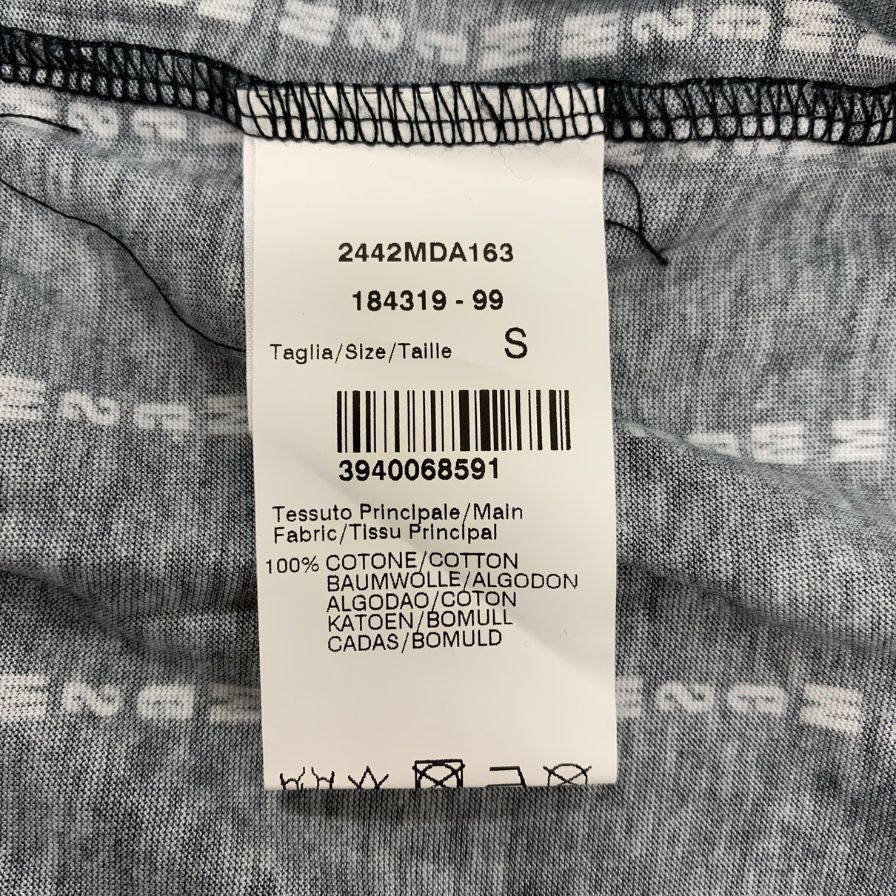 2442MDA163
184319 - 99
Taglia/Size/Taille S
3940068591
Tessuto Principale/Main
Fabric/Tissu Principal
100% COTONE/COTTON
BAUMWOLLE/ALGODON
ALGODAO/COTON
KATOEN/BOMULL
CADAS/BOMULD